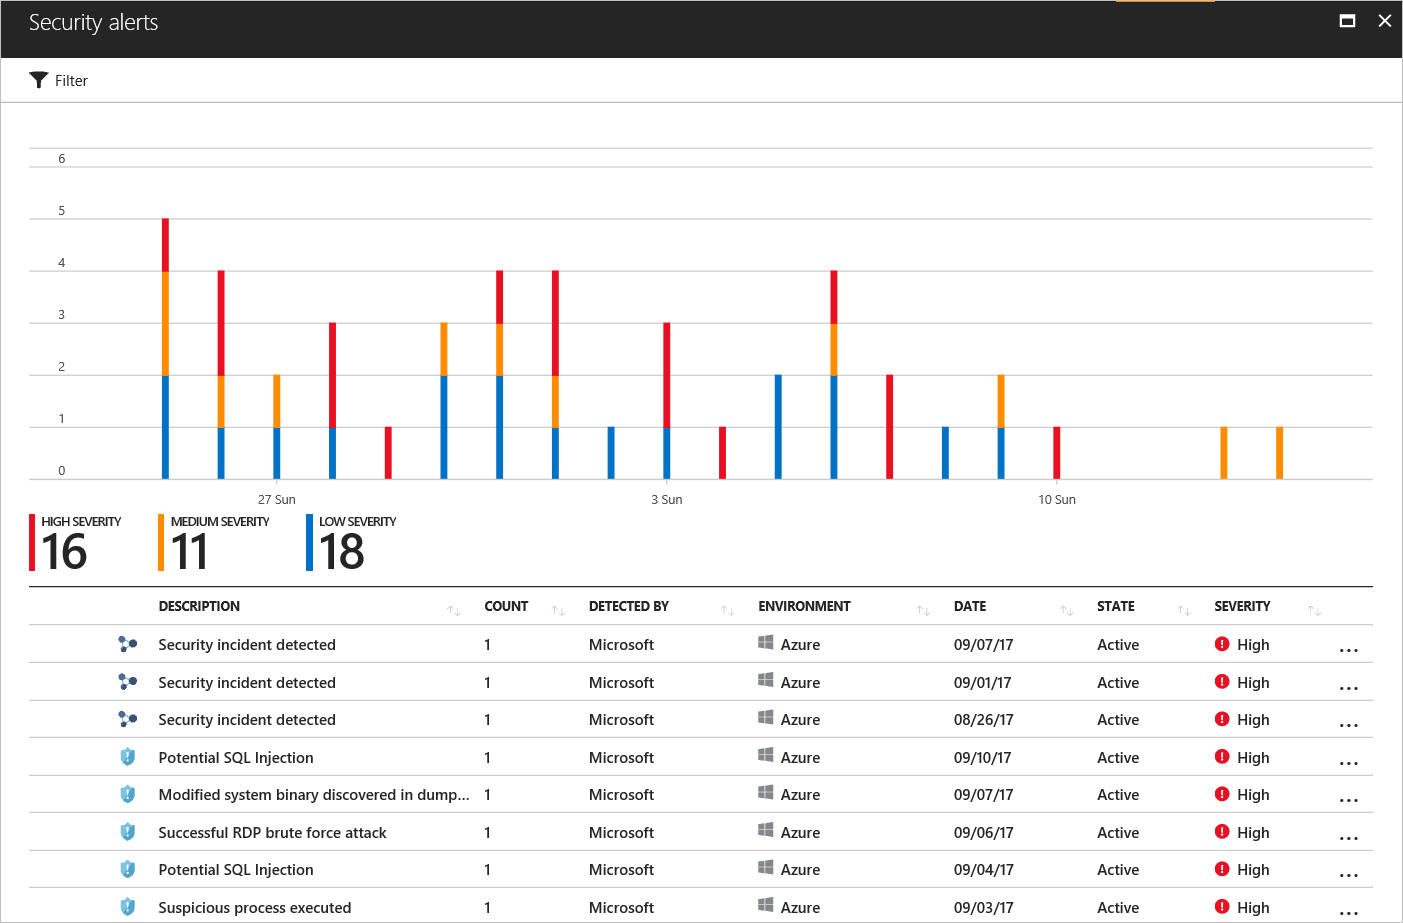 Security alerts
Filter
6
5
4
3
2
1
0
27 Sun 3 Sun 10 Sun
HIGH SEVERITY MEDIUM SEVERITY LOW SEVERITY
16 11 18
DESCRIPTION COUNT DETECTED BY ENVIRONMENT DATE STATE SEVERITY
Security incident detected 1 Microsoft Azure 09/07/17 Active High ...
Security incident detected 1 Microsoft Azure 09/01/17 Active High ...
Security incident detected 1 Microsoft Azure 08/26/17 Active High ...
Potential SQL Injection 1 Microsoft Azure 09/10/17 Active High ...
Modified system binary discovered in dump... 1 Microsoft Azure 09/07/17 Active High ...
Successful RDP brute force attack 1 Microsoft Azure 09/06/17 Active High ...
Potential SQL Injection 1 Microsoft Azure 09/04/17 Active High ...
Suspicious process executed 1 Microsoft Azure 09/03/17 Active High ...